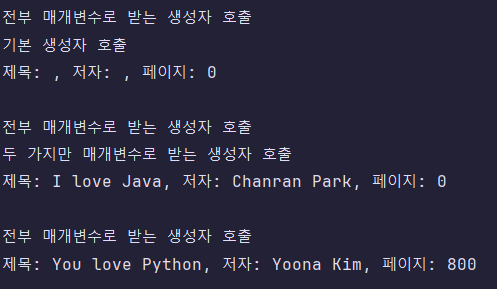 전부 매개변수로 받는 생성자 호출
기본 생성자 호출
제목: , 저자: , 페이지: 0
전부 매개변수로 받는 생성자 호출
두 가지만 매개변수로 받는 생성자 호출
제목: I love Java, 저자: Chanran Park, 페이지: 0
전부 매개변수로 받는 생성자 호출
제목: You love Python, 저자: Yoona Kim, 페이지: 800